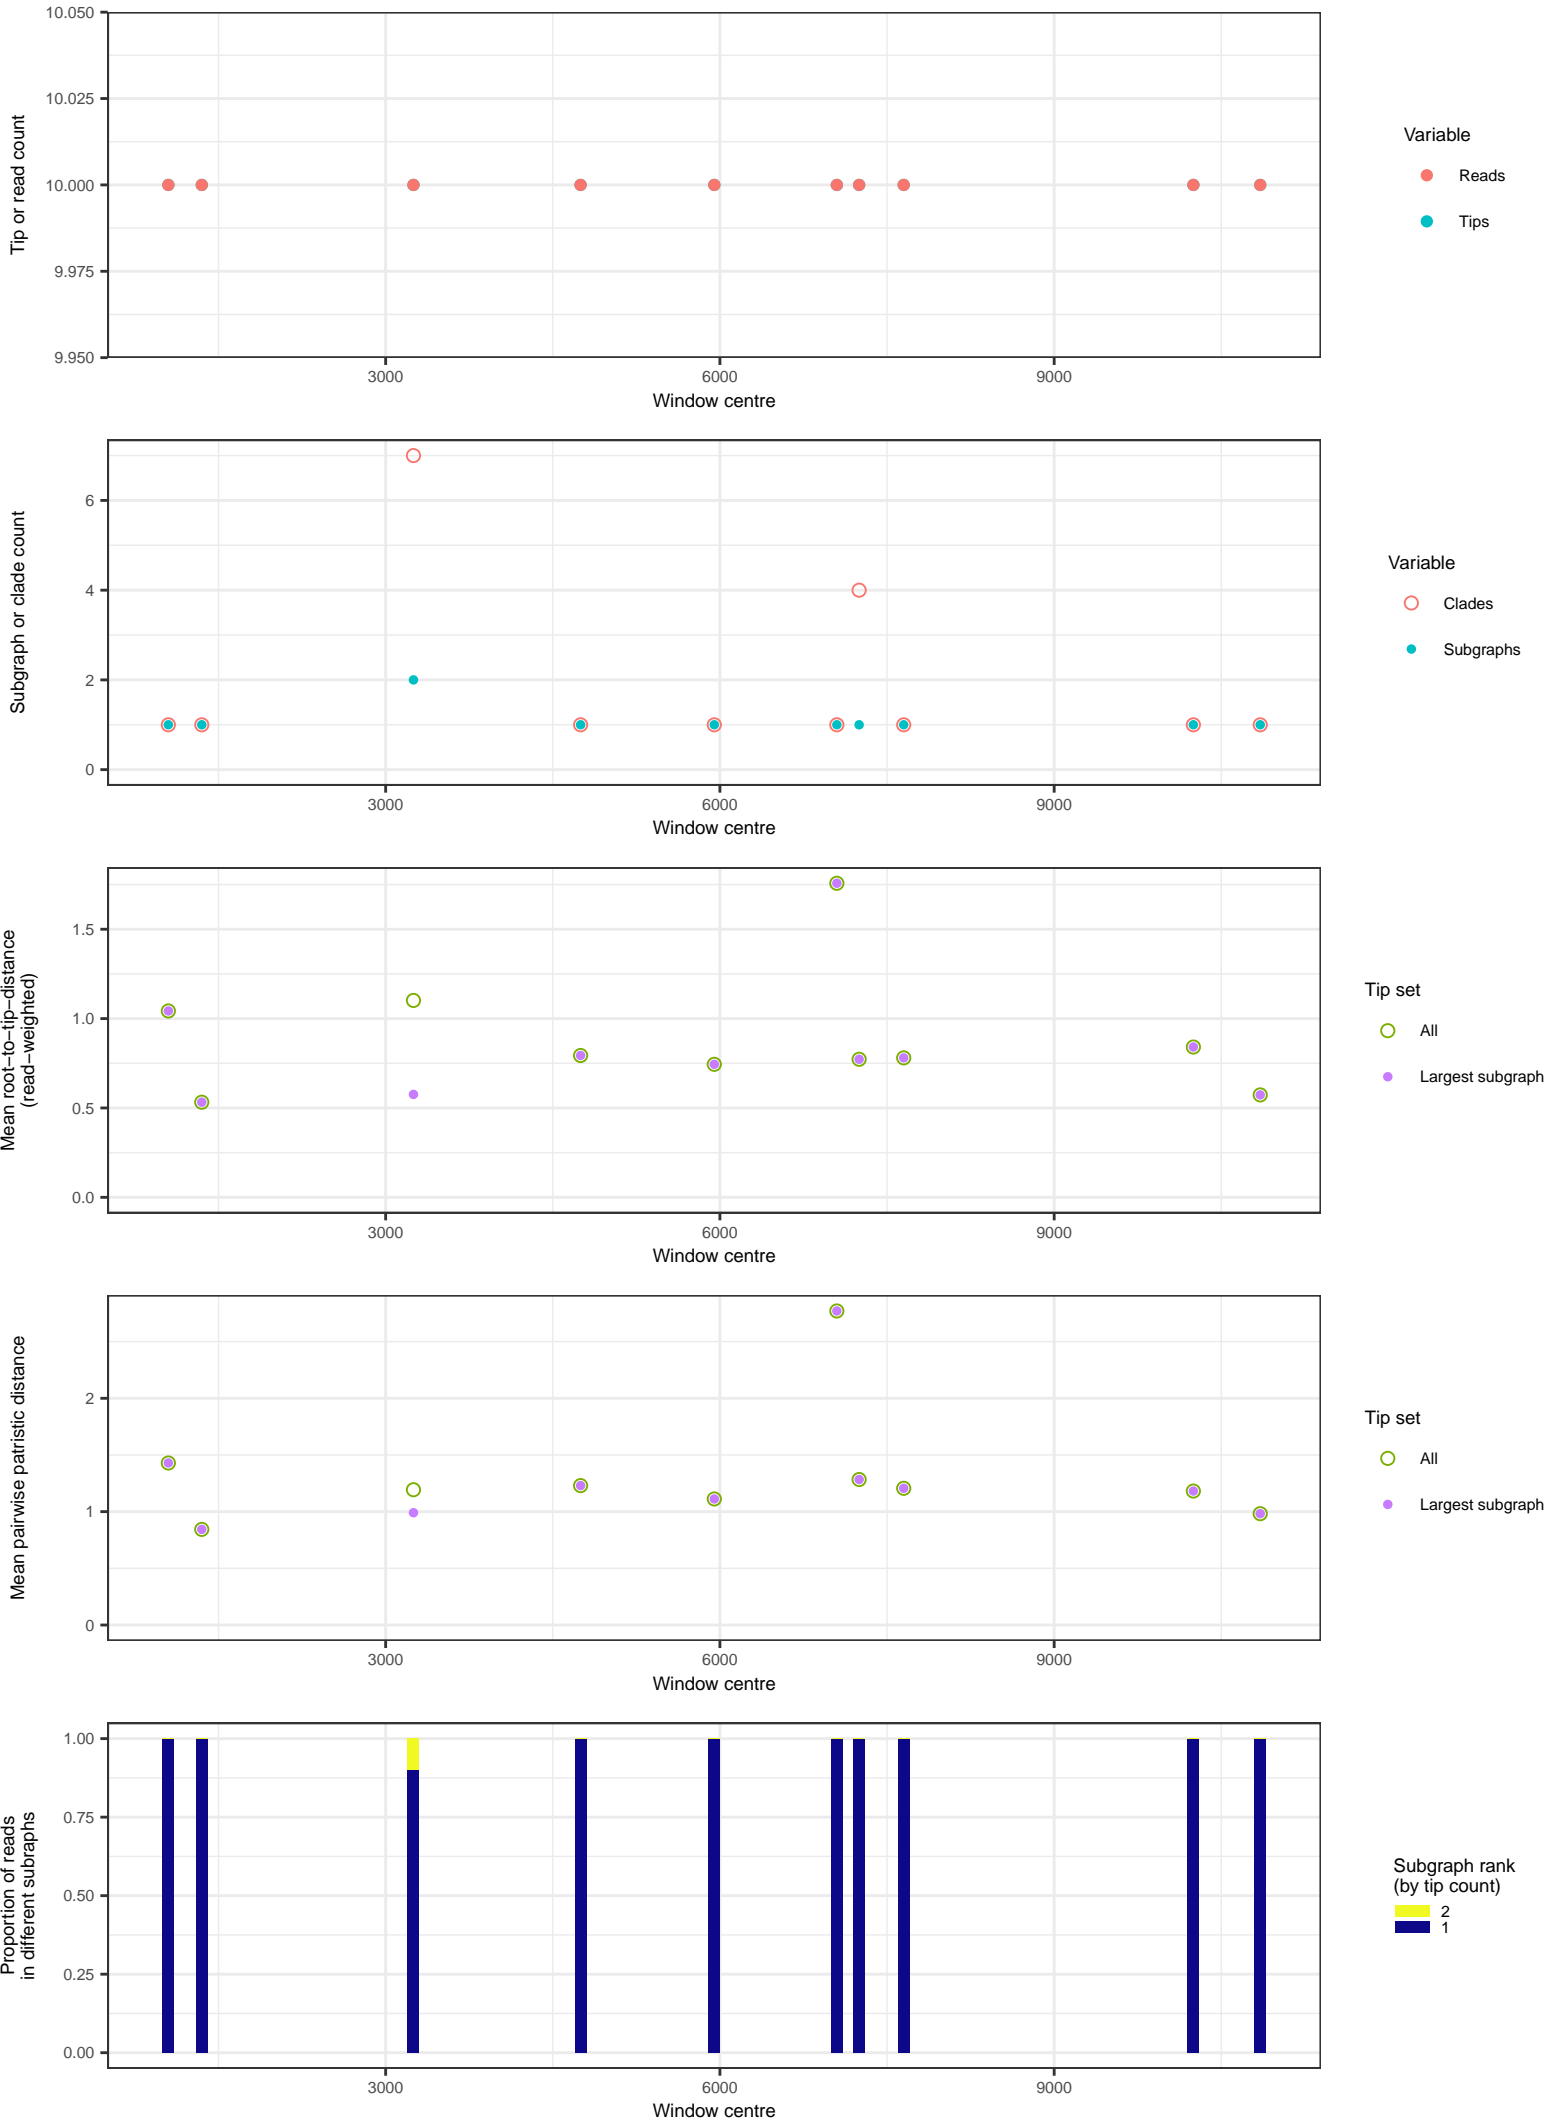 10.050
10.025
10.000
9.975
9.950
Tip or read count
3000
6000
9000
Window centre
Variable
Reads
Tips
6
4
2
0
Subgraph or clade count
3000
6000
9000
Window centre
Variable
Clades
Subgraphs
1.5
1.0
0.5
0.0
Mean root−to−tip−distance
(read−weighted)
3000
6000
9000
Window centre
Tip set
All
Largest subgraph
2
1
0
Mean pairwise patristic distance
3000
6000
9000
Window centre
Tip set
All
Largest subgraph
1.00
0.75
0.50
0.25
0.00
Proportion of reads
in different subraphs
3000
6000
9000
Window centre
Subgraph rank
(by tip count)
2
1